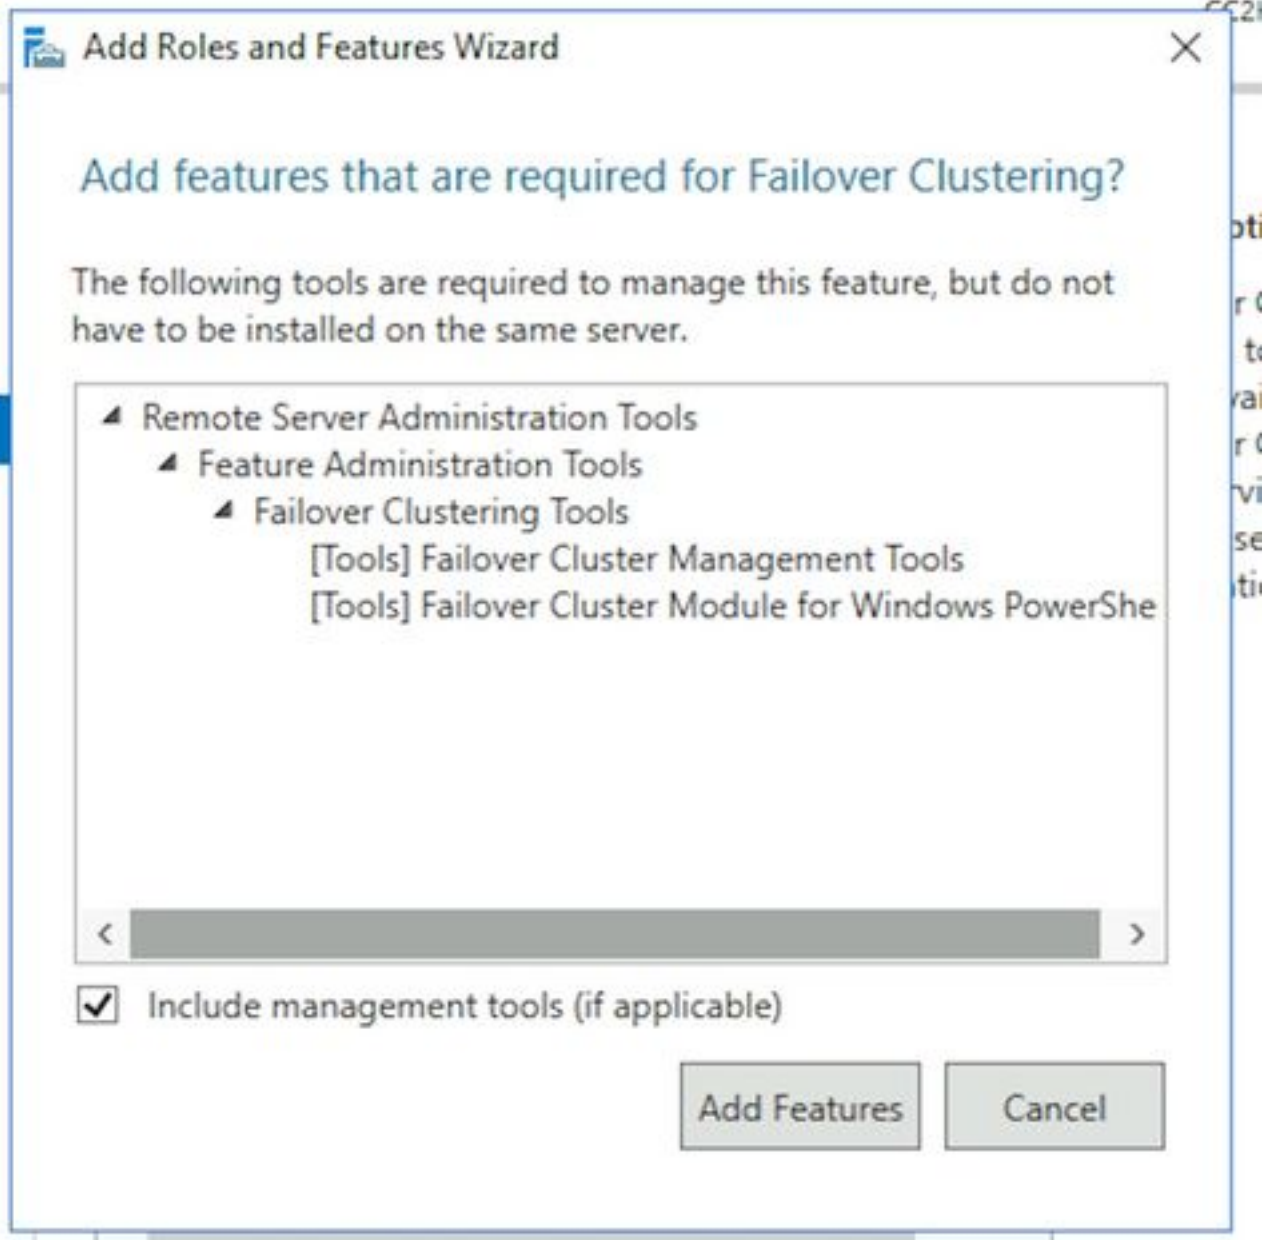 Add Roles and Features Wizard
Add features that are required for Failover Clustering?
The following tools are required to manage this feature, but do not
have to be installed on the same server.
Remote Server Administration Tools
Feature Administration Tools
Failover Clustering Tools
[Tools] Failover Cluster Management Tools
[Tools] Failover Cluster Module for Windows PowerShe
Include management tools (if applicable)
Add Features
Cancel